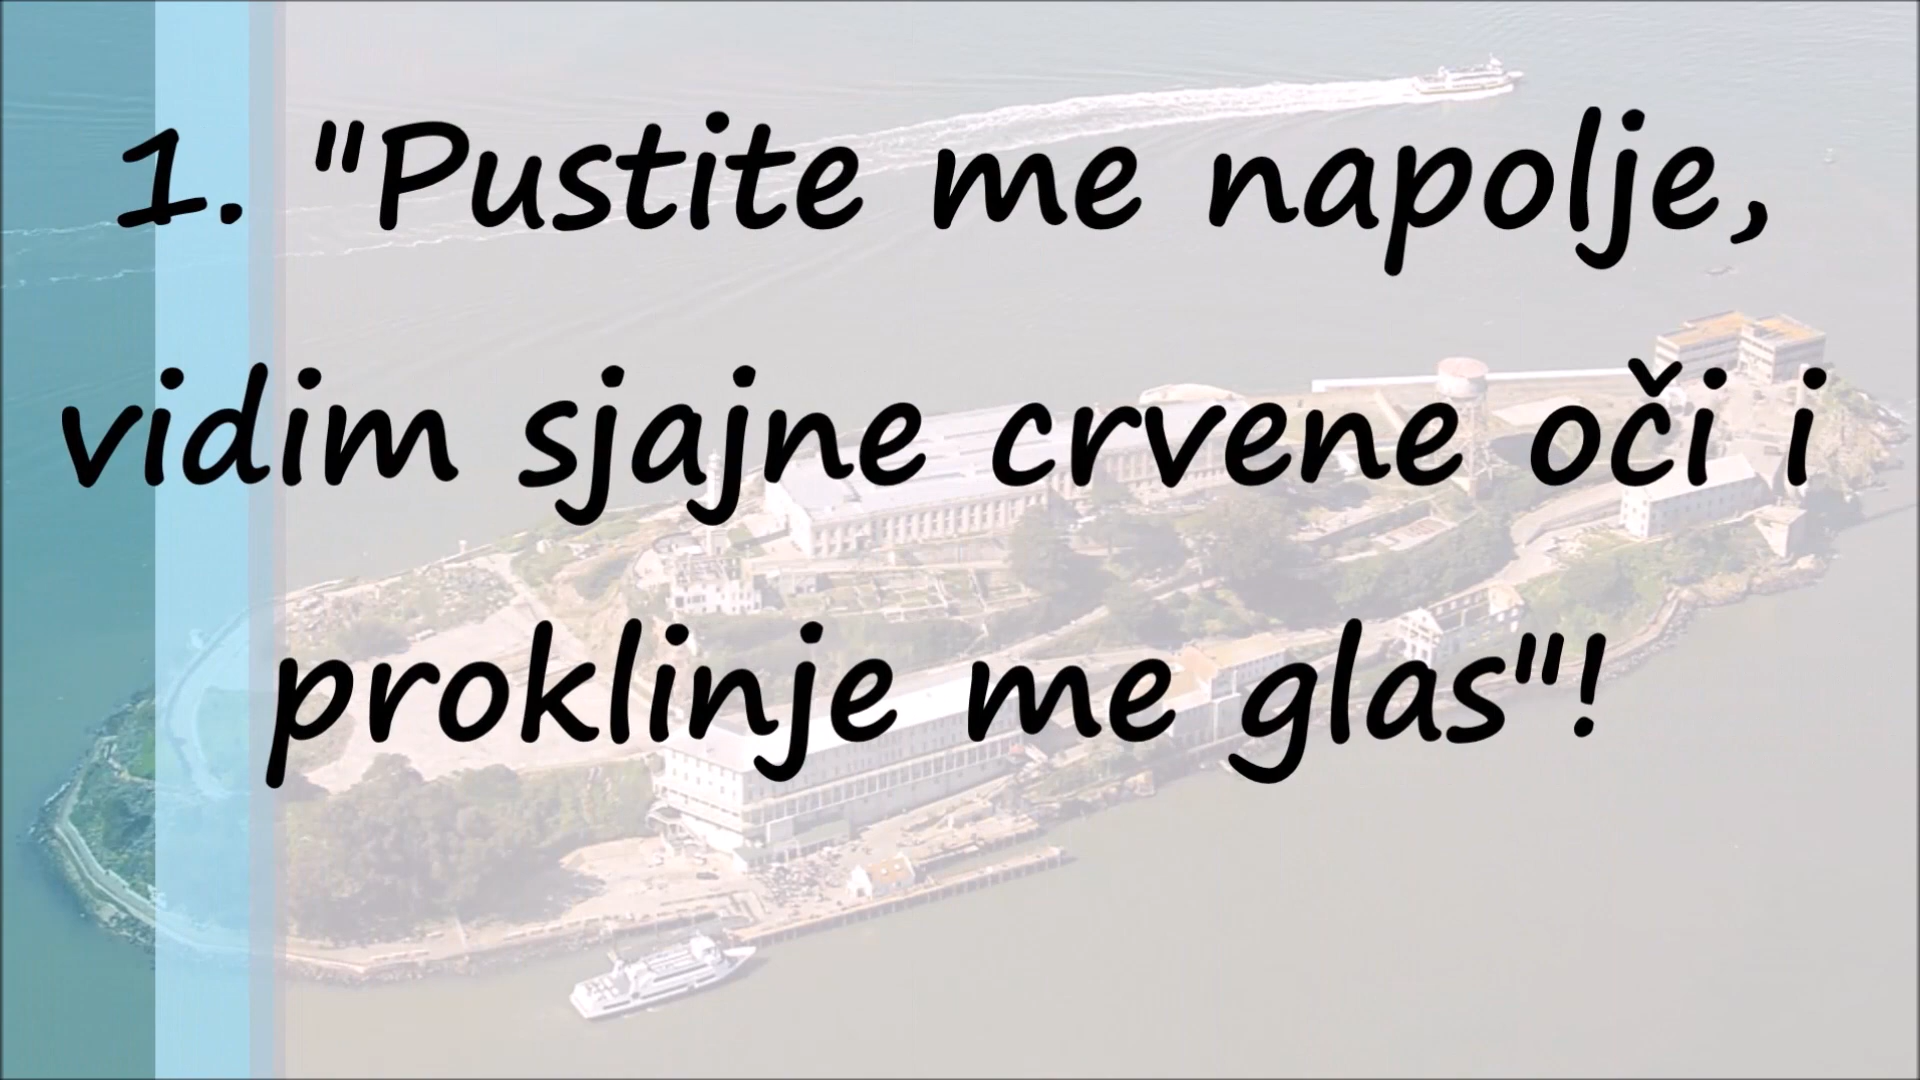 1. "Pustite me napolje,
vidim sjajne crvene oči i
proklinje me glas"!